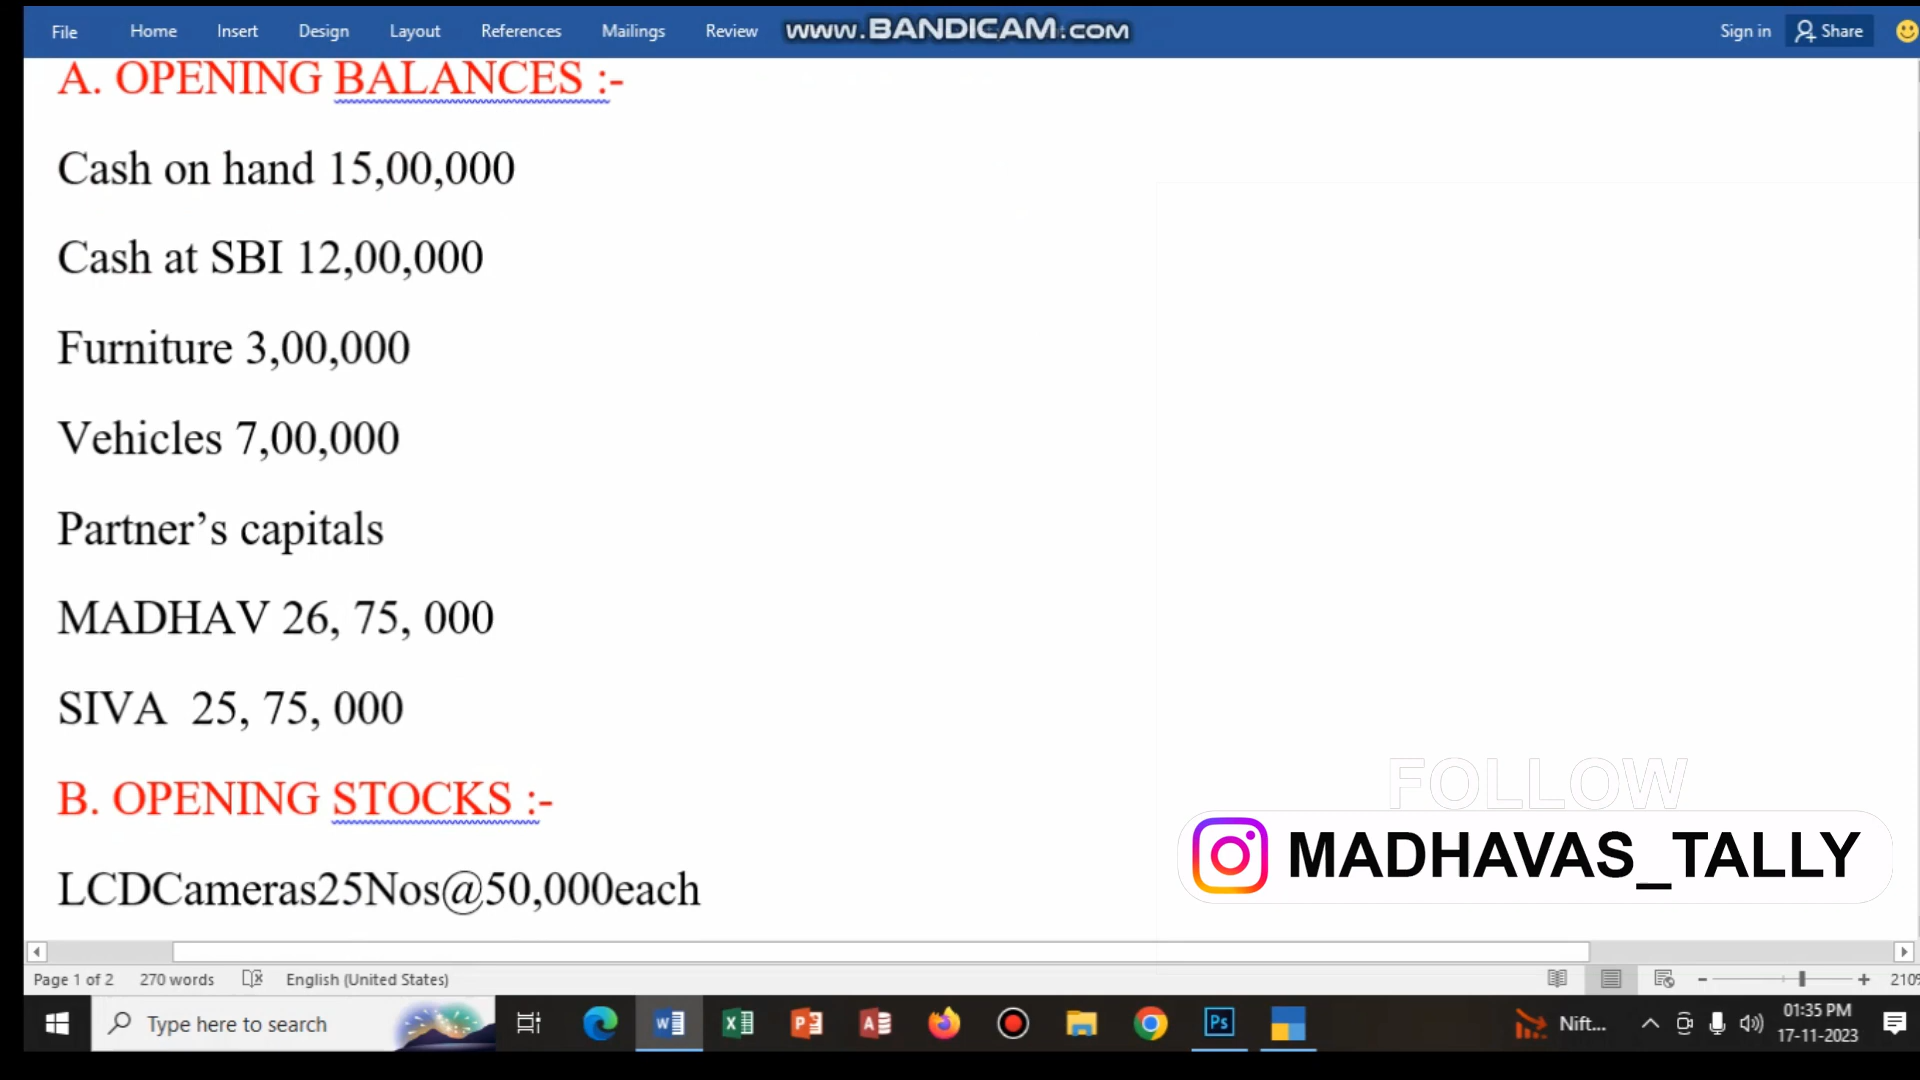 File Home Insert Design Layout References Mailings Review www.BANDICAM.com Sign in Share
A. OPENING BALANCES :-
Cash on hand 15,00,000
Cash at SBI 12,00,000
Furniture 3,00,000
Vehicles 7,00,000
Partner’s capitals
MADHAV 26, 75, 000
SIVA  25, 75, 000
B. OPENING STOCKS :-
FOLLOW
MADHAVAS_TALLY
LCDCameras25Nos@50,000each
Page 1 of 2 270 words English (United States) 210%
Type here to search Nift... 01:35 PM
17-11-2023